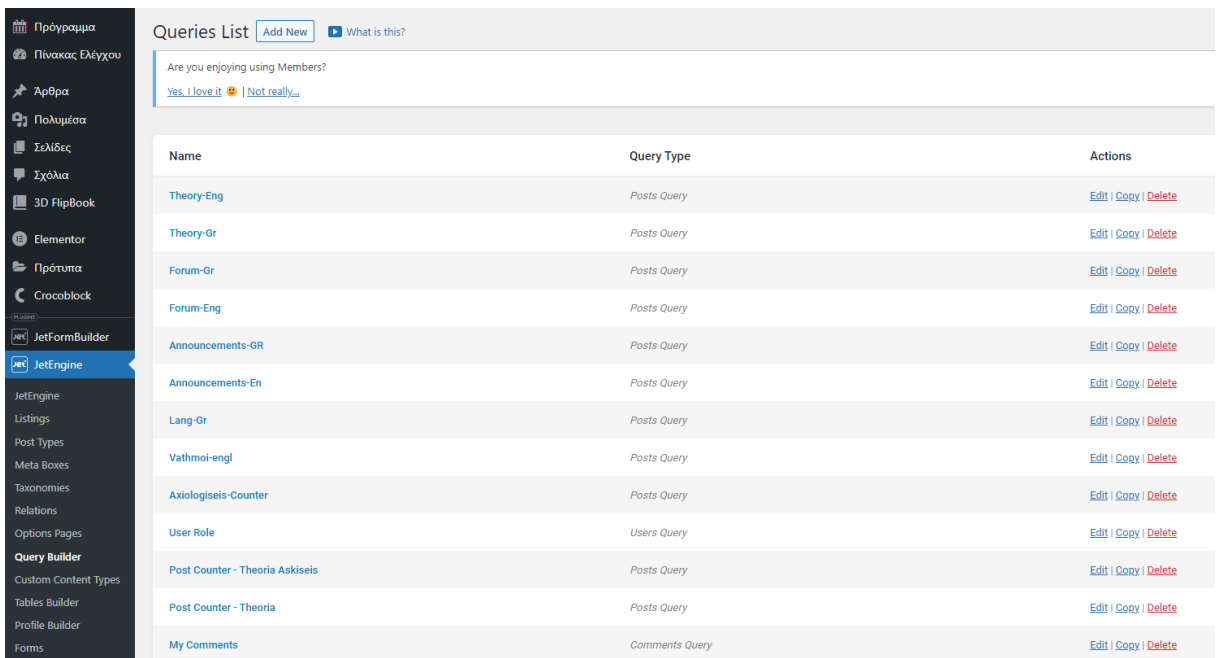 Πρόγραμμα
Πίνακας Ελέγχου
Άρθρα
Πολυμέσα
Σελίδες
Σχόλια
3D FlipBook
Elementor
Πρότυπα
Crocoblock
PLUGINS
JetFormBuilder
JetEngine
JetEngine
Listings
Post Types
Meta Boxes
Taxonomies
Relations
Options Pages
Query Builder
Custom Content Types
Tables Builder
Profile Builder
Forms
Queries List Add New What is this?
Are you enjoying using Members?
Yes, I love it 🙂 | Not really...
Name Query Type Actions
Theory-Eng Posts Query Edit | Copy | Delete
Theory-Gr Posts Query Edit | Copy | Delete
Forum-Gr Posts Query Edit | Copy | Delete
Forum-Eng Posts Query Edit | Copy | Delete
Announcements-GR Posts Query Edit | Copy | Delete
Announcements-En Posts Query Edit | Copy | Delete
Lang-Gr Posts Query Edit | Copy | Delete
Vathmoi-engl Posts Query Edit | Copy | Delete
Axiologiseis-Counter Posts Query Edit | Copy | Delete
User Role Users Query Edit | Copy | Delete
Post Counter - Theoria Askiseis Posts Query Edit | Copy | Delete
Post Counter - Theoria Posts Query Edit | Copy | Delete
My Comments Comments Query Edit | Copy | Delete